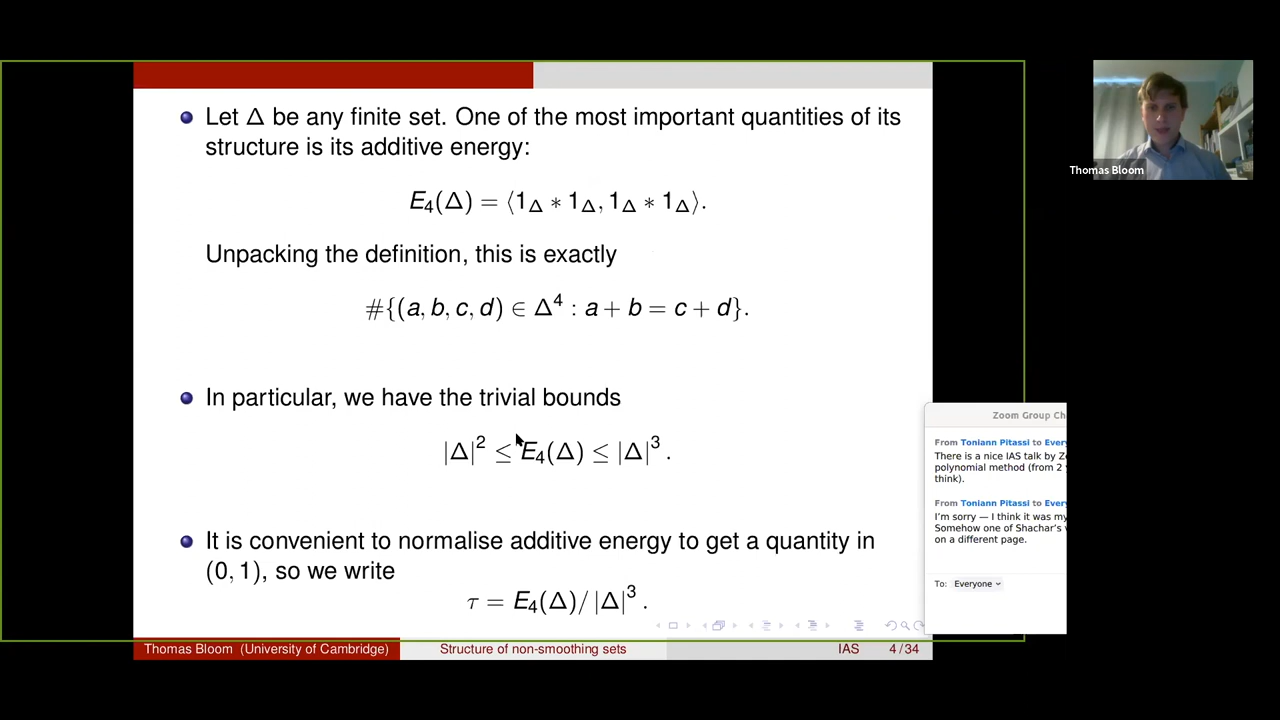 Let Δ be any finite set. One of the most important quantities of its
structure is its additive energy:
E₄(Δ) = ⟨1_Δ ∗ 1_Δ, 1_Δ ∗ 1_Δ⟩.
Unpacking the definition, this is exactly
#{(a, b, c, d) ∈ Δ⁴ : a + b = c + d}.
In particular, we have the trivial bounds
|Δ|² ≤ E₄(Δ) ≤ |Δ|³.
It is convenient to normalise additive energy to get a quantity in
(0, 1), so we write
τ = E₄(Δ)/|Δ|³.
Thomas Bloom (University of Cambridge)
Structure of non-smoothing sets
IAS
4 / 34
Thomas Bloom
Zoom Group Ch
From Toniann Pitassi to Every
There is a nice IAS talk by
polynomial method (from 2
think).
From Toniann Pitassi to Every
I'm sorry — I think it was my
Somehow one of Shachar's
on a different page.
To: Everyone